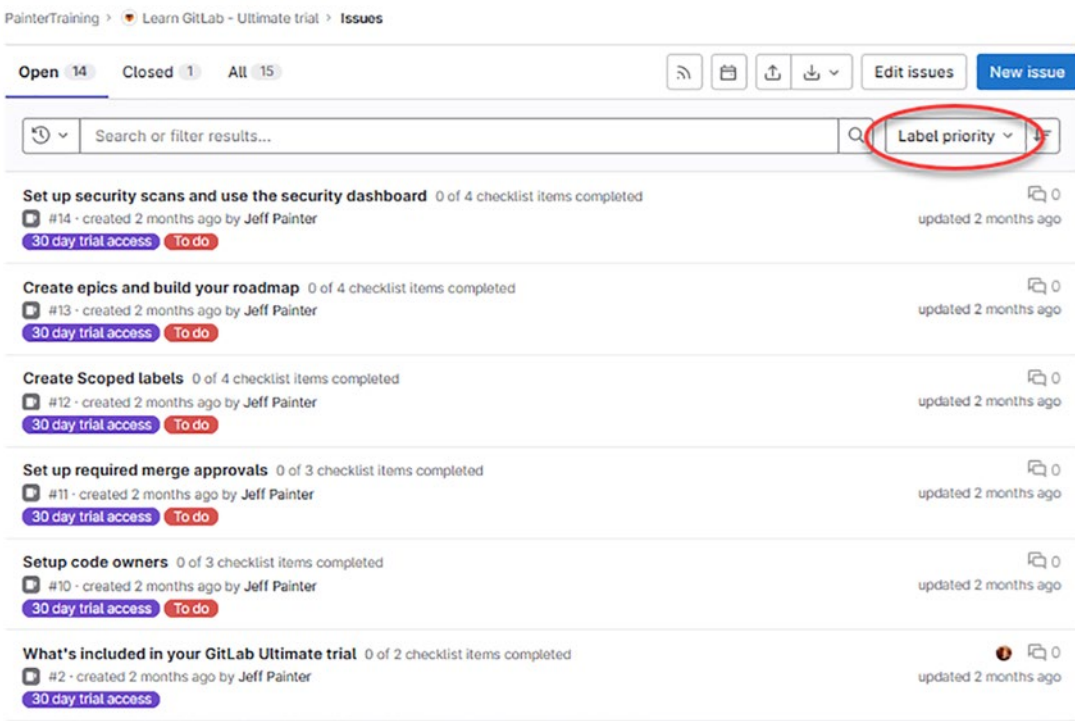 PainterTraining > Learn GitLab - Ultimate trial > Issues
Open 14 Closed 1 All 15 Edit issues New issue
Search or filter results... Label priority
Set up security scans and use the security dashboard 0 of 4 checklist items completed 0
#14 · created 2 months ago by Jeff Painter updated 2 months ago
30 day trial access To do
Create epics and build your roadmap 0 of 4 checklist items completed 0
#13 · created 2 months ago by Jeff Painter updated 2 months ago
30 day trial access To do
Create Scoped labels 0 of 4 checklist items completed 0
#12 · created 2 months ago by Jeff Painter updated 2 months ago
30 day trial access To do
Set up required merge approvals 0 of 3 checklist items completed 0
#11 · created 2 months ago by Jeff Painter updated 2 months ago
30 day trial access To do
Setup code owners 0 of 3 checklist items completed 0
#10 · created 2 months ago by Jeff Painter updated 2 months ago
30 day trial access To do
What's included in your GitLab Ultimate trial 0 of 2 checklist items completed 0
#2 · created 2 months ago by Jeff Painter updated 2 months ago
30 day trial access